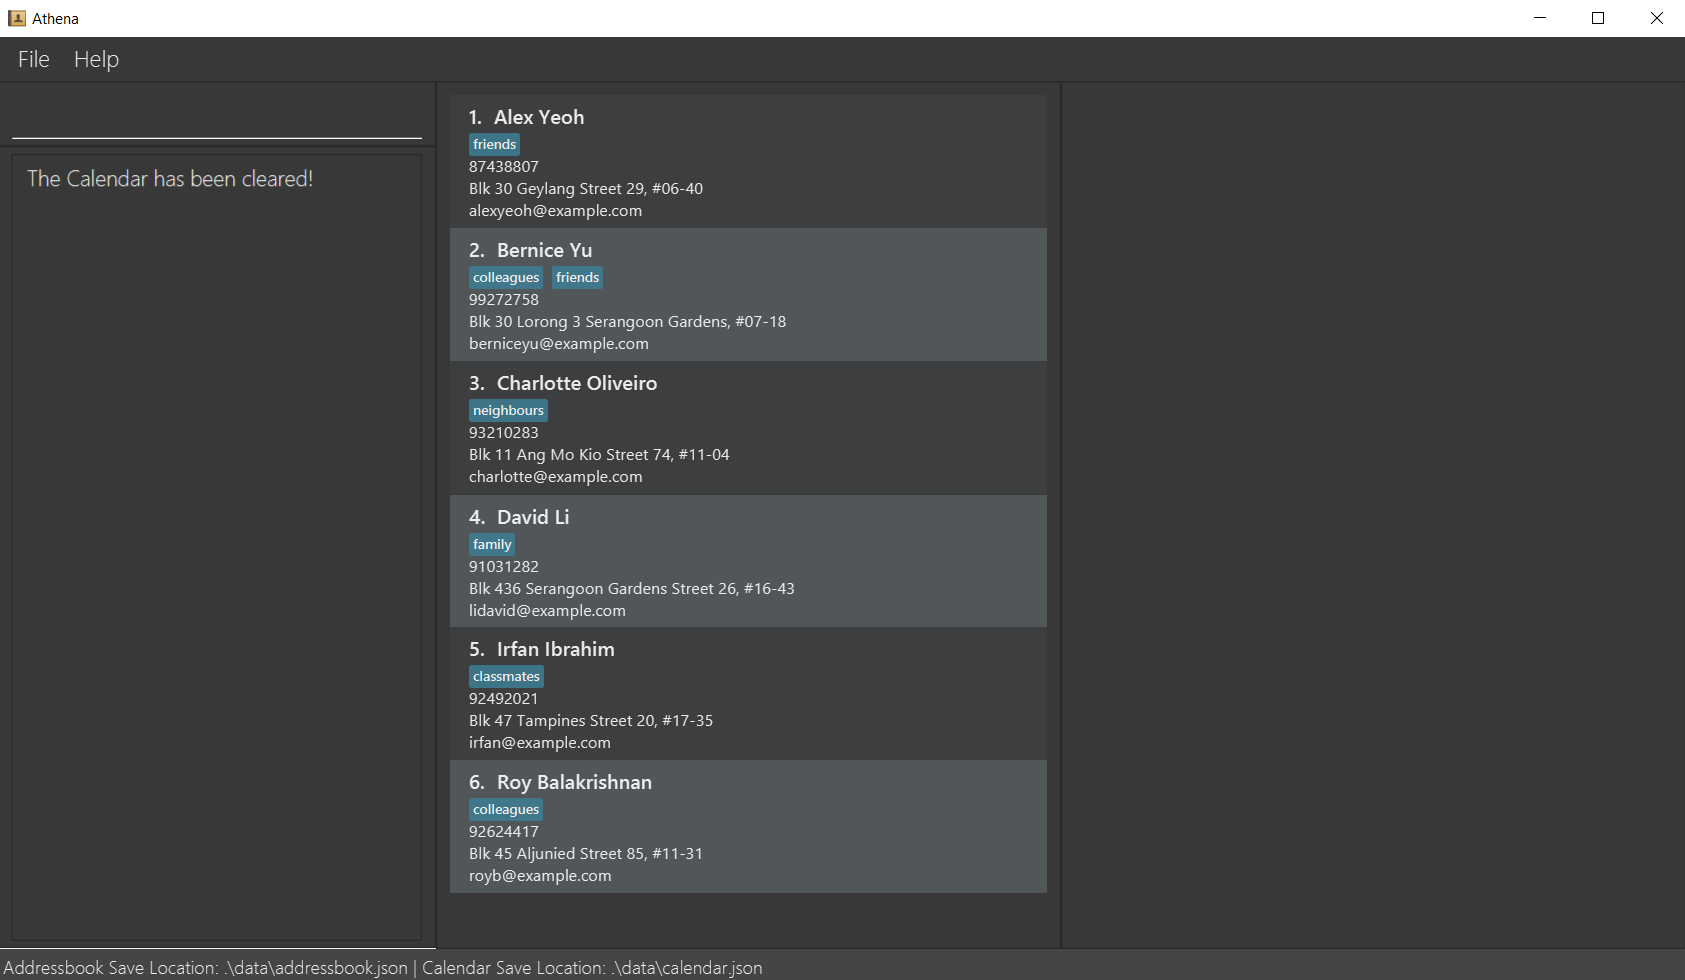 Athena
File Help
The Calendar has been cleared!
1. Alex Yeoh
friends
87438807
Blk 30 Geylang Street 29, #06-40
alexyeoh@example.com
2. Bernice Yu
colleagues friends
99272758
Blk 30 Lorong 3 Serangoon Gardens, #07-18
berniceyu@example.com
3. Charlotte Oliveiro
neighbours
93210283
Blk 11 Ang Mo Kio Street 74, #11-04
charlotte@example.com
4. David Li
family
91031282
Blk 436 Serangoon Gardens Street 26, #16-43
lidavid@example.com
5. Irfan Ibrahim
classmates
92492021
Blk 47 Tampines Street 20, #17-35
irfan@example.com
6. Roy Balakrishnan
colleagues
92624417
Blk 45 Aljunied Street 85, #11-31
royb@example.com
Addressbook Save Location: .\data\addressbook.json | Calendar Save Location: .\data\calendar.json